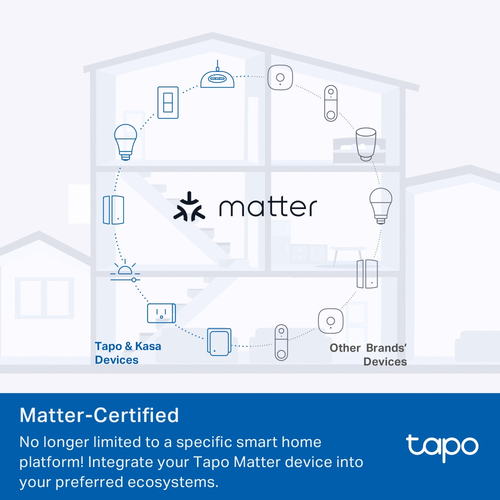 matter
Tapo & Kasa
Devices
Other Brands'
Devices
Matter-Certified
No longer limited to a specific smart home
platform! Integrate your Tapo Matter device into
your preferred ecosystems.
tapo